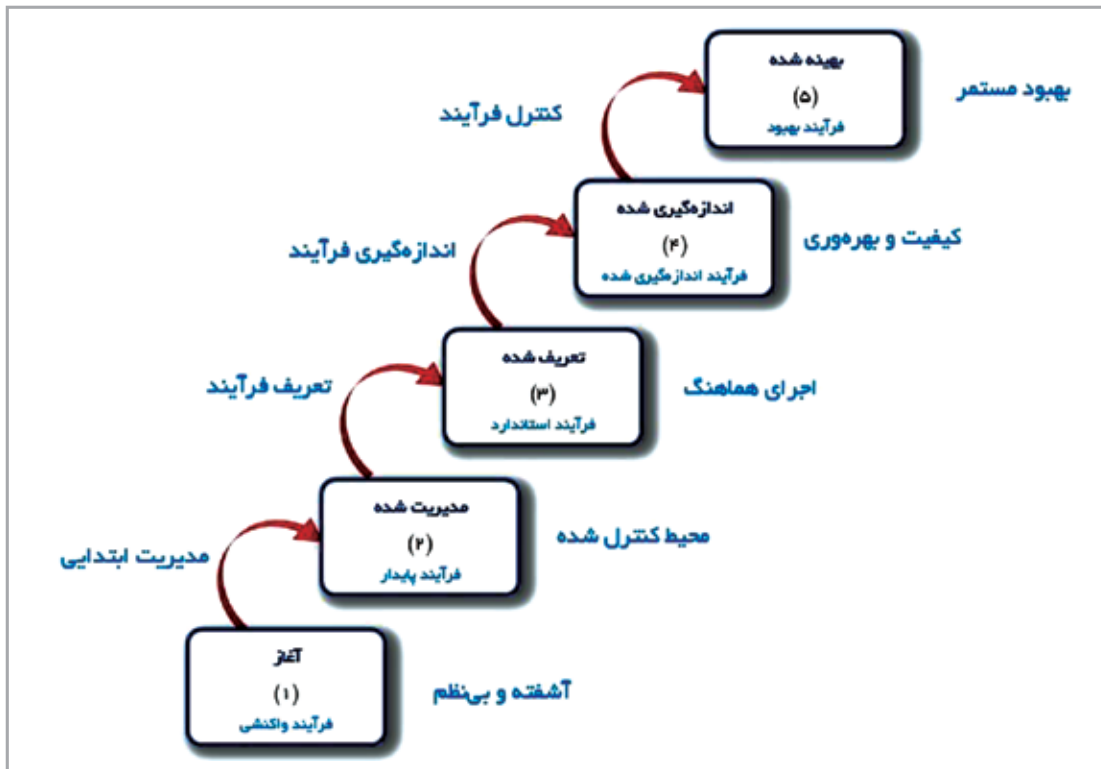 بهینه شده
(۵)
فرآیند بهبود
بهبود مستمر
کنترل فرآیند
اندازه‌گیری شده
(۴)
فرآیند اندازه‌گیری شده
کیفیت و بهره‌وری
اندازه‌گیری فرآیند
تعریف شده
(۳)
فرآیند استاندارد
اجرای هماهنگ
تعریف فرآیند
مدیریت شده
(۲)
فرآیند پایدار
محیط کنترل شده
مدیریت ابتدایی
آغاز
(۱)
فرآیند واکنشی
آشفته و بی‌نظم